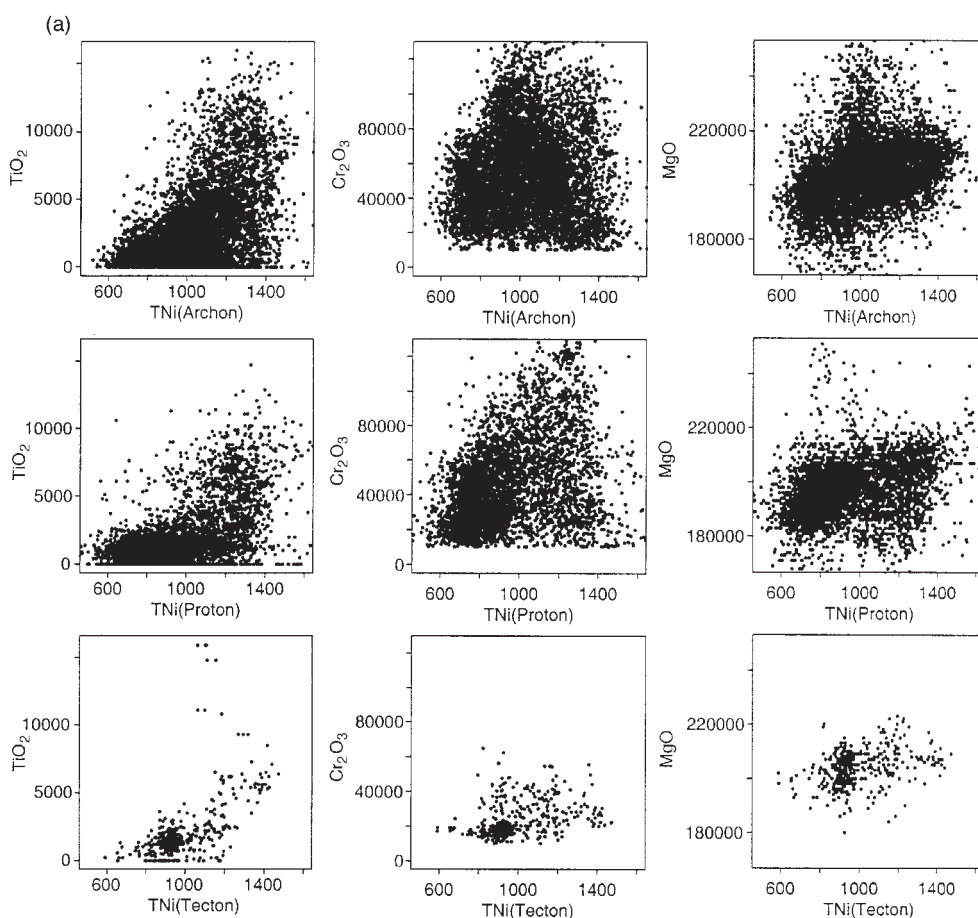 (a)
TiO2
10000
5000
0
600 1000 1400
TNi(Archon)
Cr2O3
80000
40000
0
600 1000 1400
TNi(Archon)
MgO
220000
180000
600 1000 1400
TNi(Archon)
TiO2
10000
5000
0
600 1000 1400
TNi(Proton)
Cr2O3
80000
40000
0
600 1000 1400
TNi(Proton)
MgO
220000
180000
600 1000 1400
TNi(Proton)
TiO2
10000
5000
0
600 1000 1400
TNi(Tecton)
Cr2O3
80000
40000
0
600 1000 1400
TNi(Tecton)
MgO
220000
180000
600 1000 1400
TNi(Tecton)